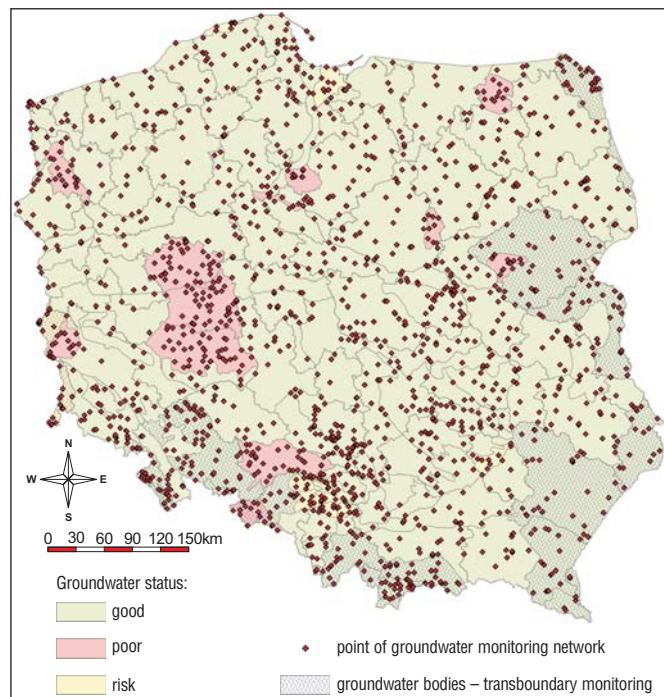 N
W E
S
0 30 60 90 120 150km
Groundwater status:
good
poor
risk
point of groundwater monitoring network
groundwater bodies – transboundary monitoring